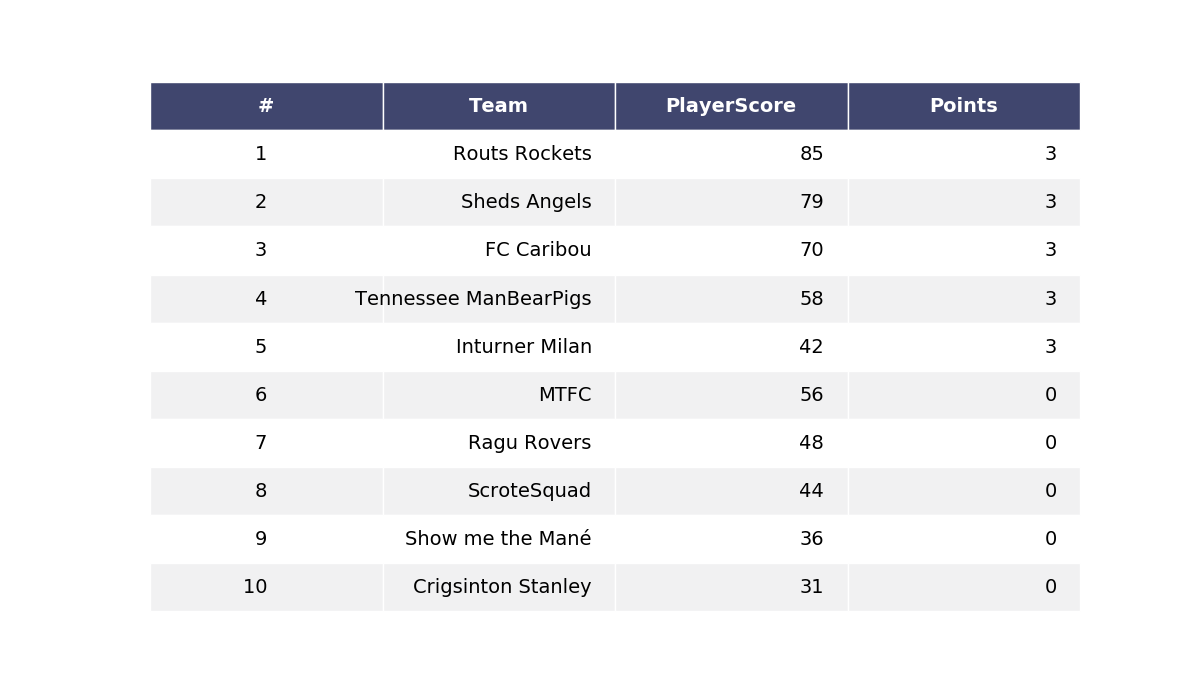 # Team PlayerScore Points
1 Routs Rockets 85 3
2 Sheds Angels 79 3
3 FC Caribou 70 3
4 Tennessee ManBearPigs 58 3
5 Inturner Milan 42 3
6 MTFC 56 0
7 Ragu Rovers 48 0
8 ScroteSquad 44 0
9 Show me the Mané 36 0
10 Crigsinton Stanley 31 0